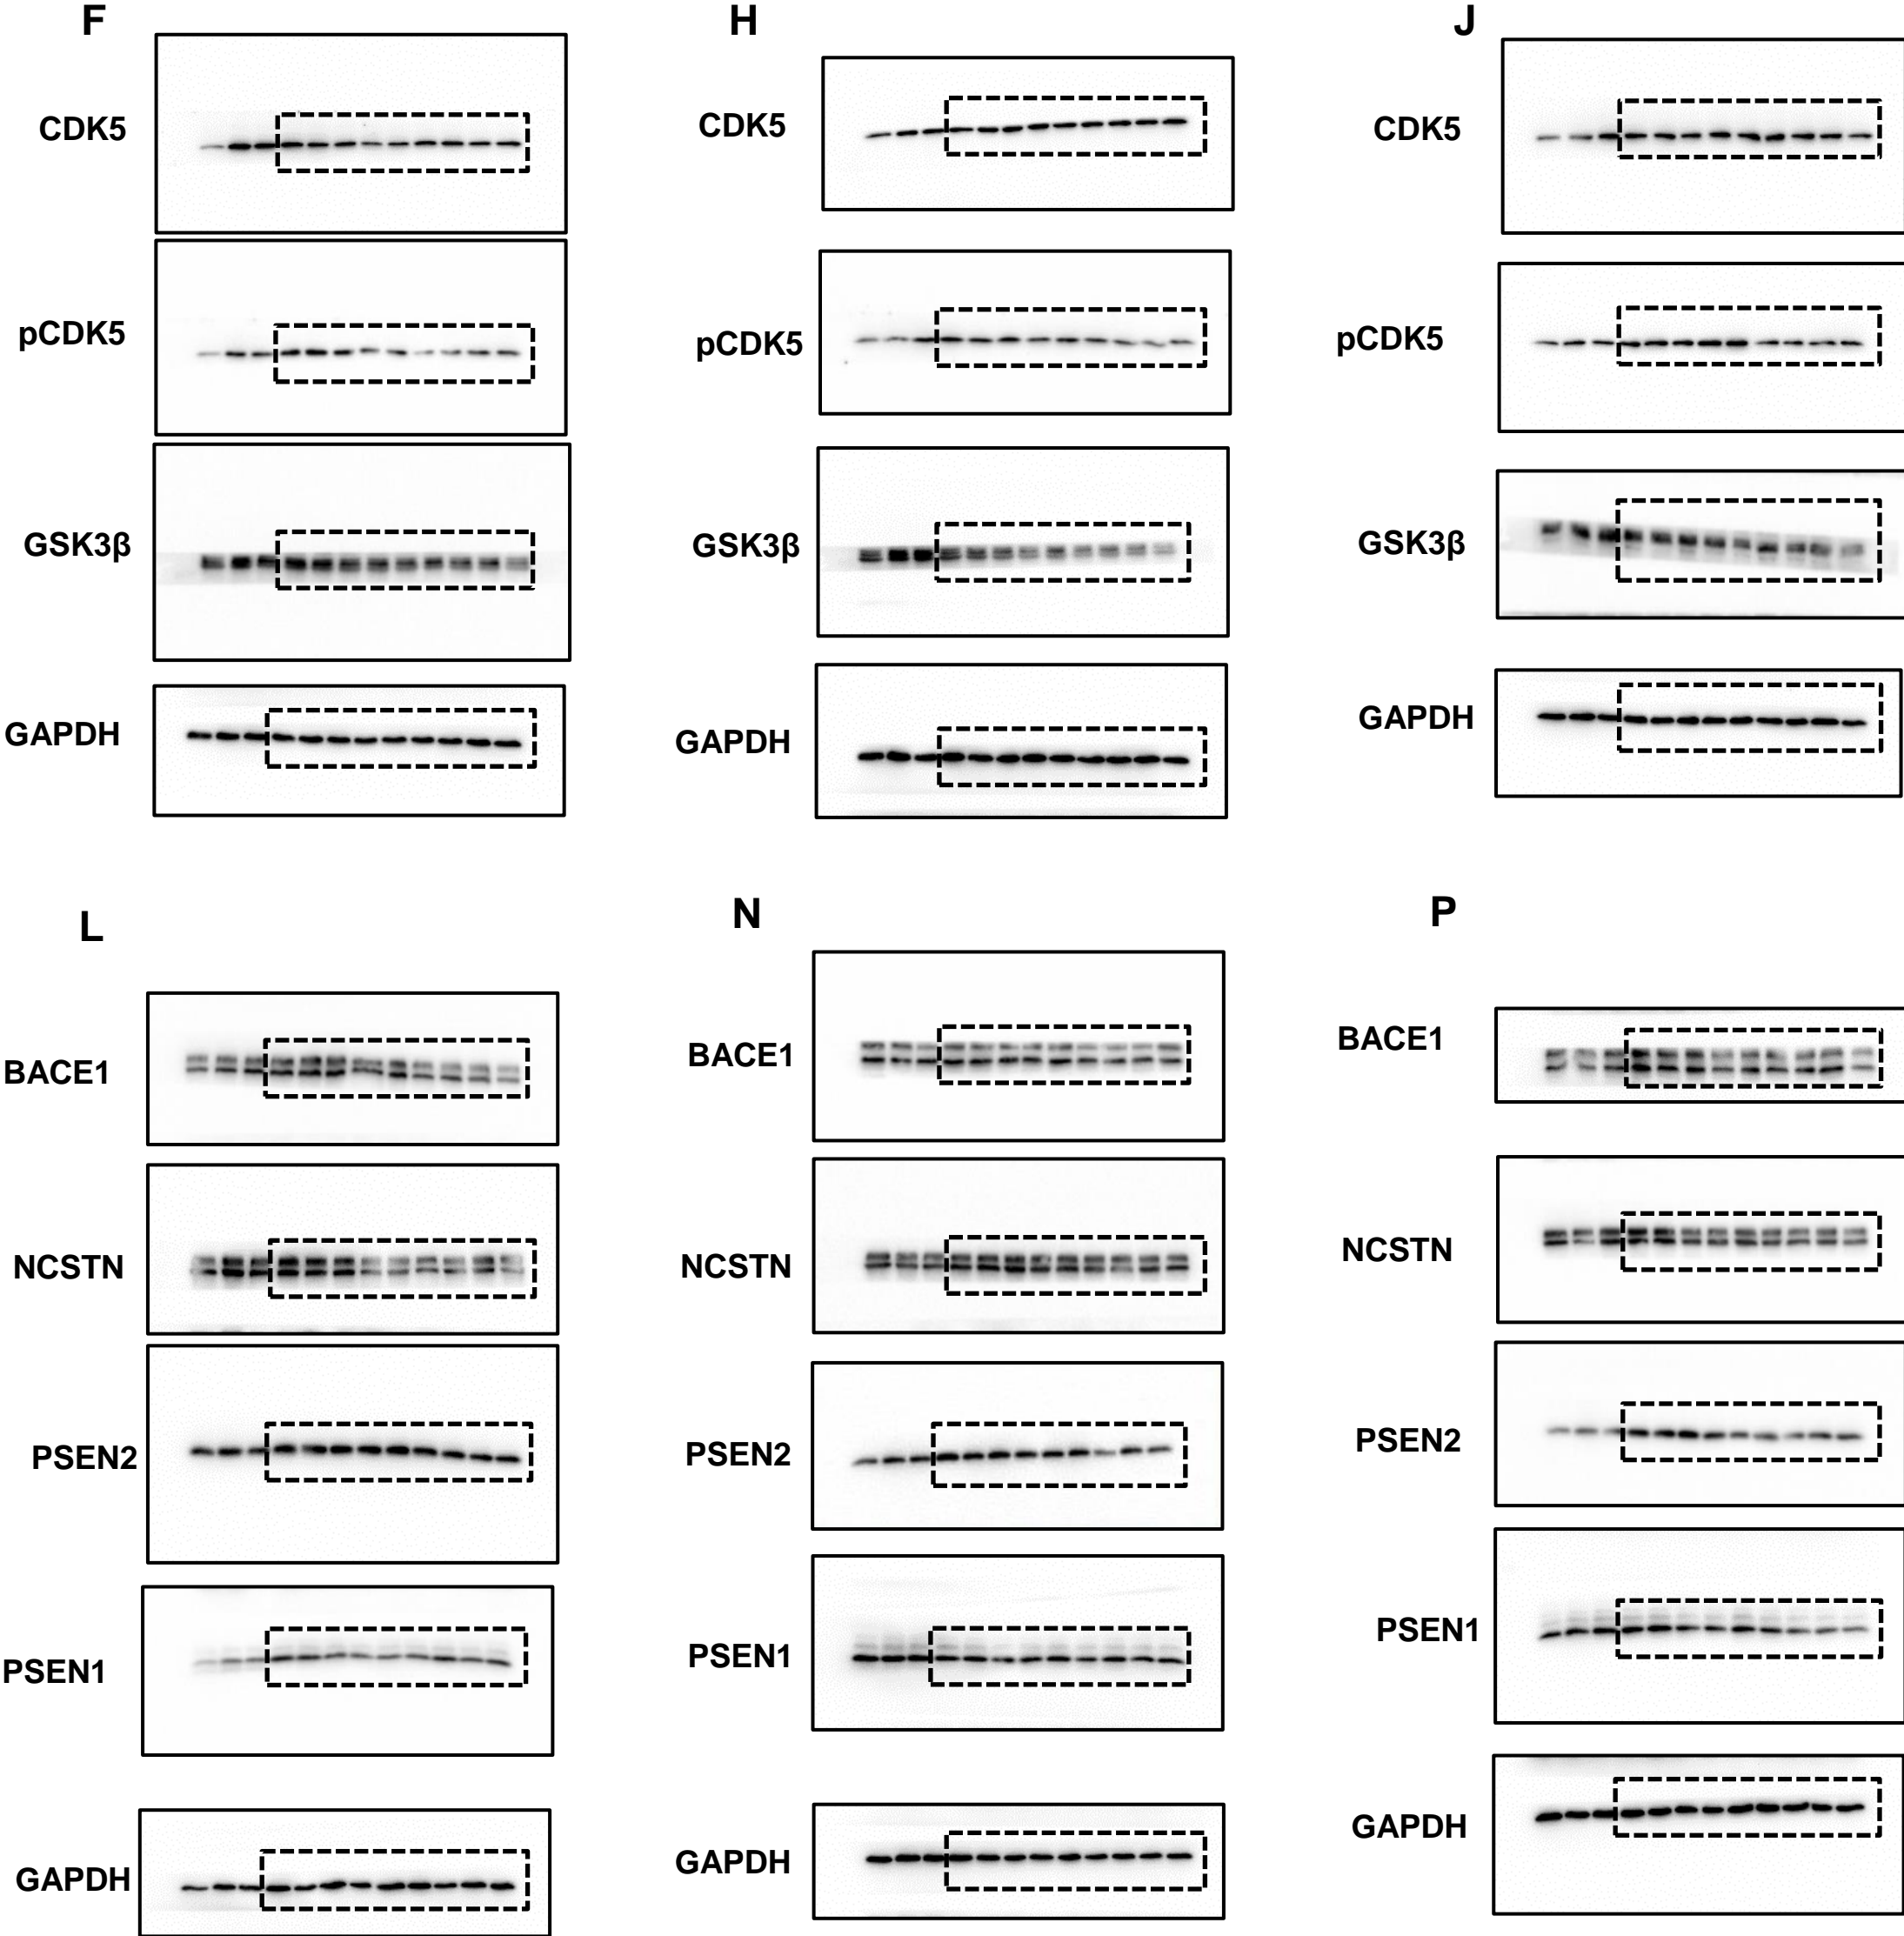 F
CDK5
pCDK5
GSK3β
GAPDH
H
CDK5
pCDK5
GSK3β
GAPDH
J
CDK5
pCDK5
GSK3β
GAPDH
L
BACE1
NCSTN
PSEN2
PSEN1
GAPDH
N
BACE1
NCSTN
PSEN2
PSEN1
GAPDH
P
BACE1
NCSTN
PSEN2
PSEN1
GAPDH